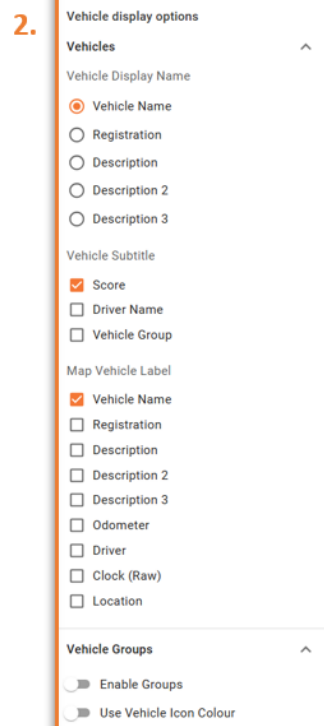 2.
Vehicle display options
Vehicles
Vehicle Display Name
Vehicle Name
Registration
Description
Description 2
Description 3
Vehicle Subtitle
Score
Driver Name
Vehicle Group
Map Vehicle Label
Vehicle Name
Registration
Description
Description 2
Description 3
Odometer
Driver
Clock (Raw)
Location
Vehicle Groups
Enable Groups
Use Vehicle Icon Colour